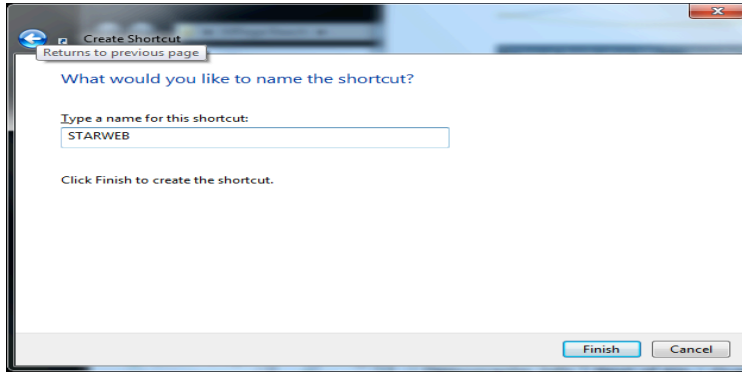 Create Shortcut
Returns to previous page
What would you like to name the shortcut?
Type a name for this shortcut:
STARWEB
Click Finish to create the shortcut.
Finish Cancel